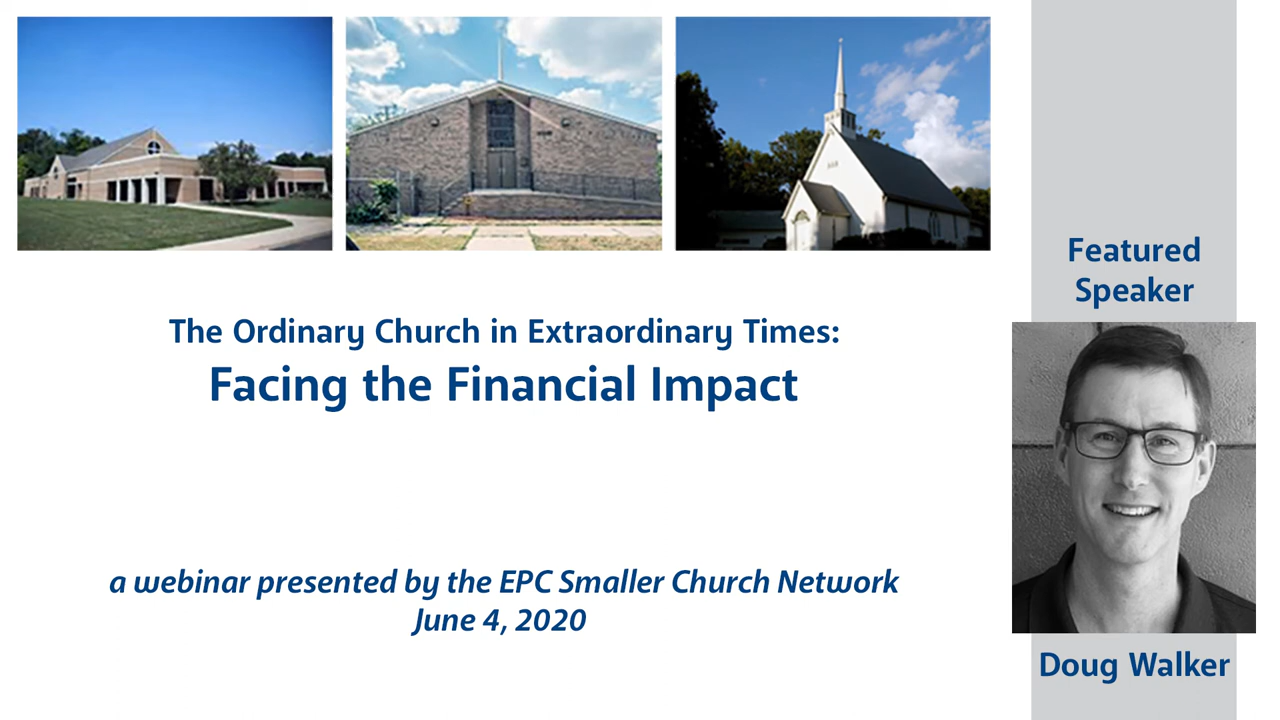 The Ordinary Church in Extraordinary Times:
Facing the Financial Impact
a webinar presented by the EPC Smaller Church Network
June 4, 2020
Featured
Speaker
Doug Walker